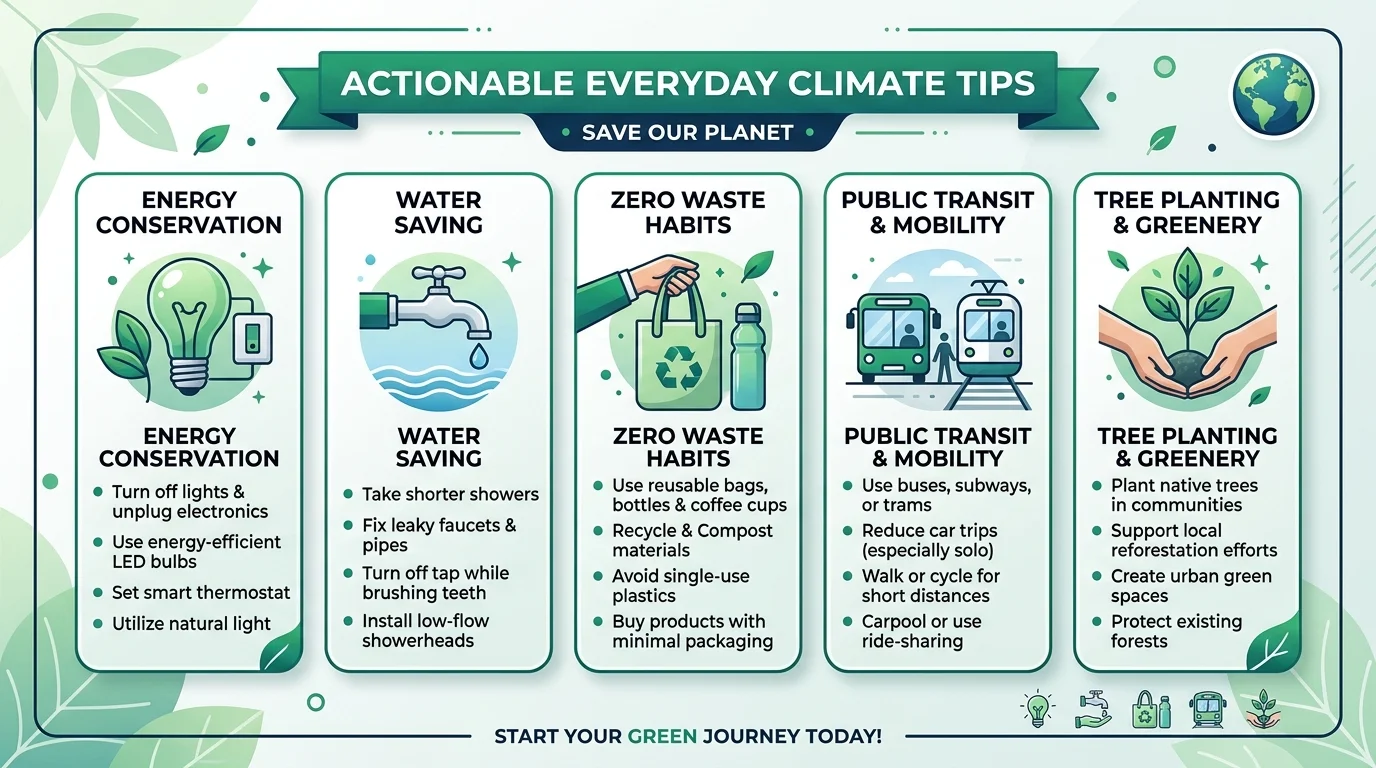 ACTIONABLE EVERYDAY CLIMATE TIPS
SAVE OUR PLANET
ENERGY
CONSERVATION
ENERGY
CONSERVATION
Turn off lights &
unplug electronics
Use energy-efficient
LED bulbs
Set smart thermostat
Utilize natural light
WATER
SAVING
WATER
SAVING
Take shorter showers
Fix leaky faucets &
pipes
Turn off tap while
brushing teeth
Install low-flow
showerheads
ZERO WASTE
HABITS
ZERO WASTE
HABITS
Use reusable bags,
bottles & coffee cups
Recycle & Compost
materials
Avoid single-use
plastics
Buy products with
minimal packaging
PUBLIC TRANSIT
& MOBILITY
PUBLIC TRANSIT
& MOBILITY
Use buses, subways,
or trams
Reduce car trips
(especially solo)
Walk or cycle for
short distances
Carpool or use
ride-sharing
TREE PLANTING
& GREENERY
TREE PLANTING
& GREENERY
Plant native trees
in communities
Support local
reforestation efforts
Create urban green
spaces
Protect existing
forests
START YOUR GREEN JOURNEY TODAY!